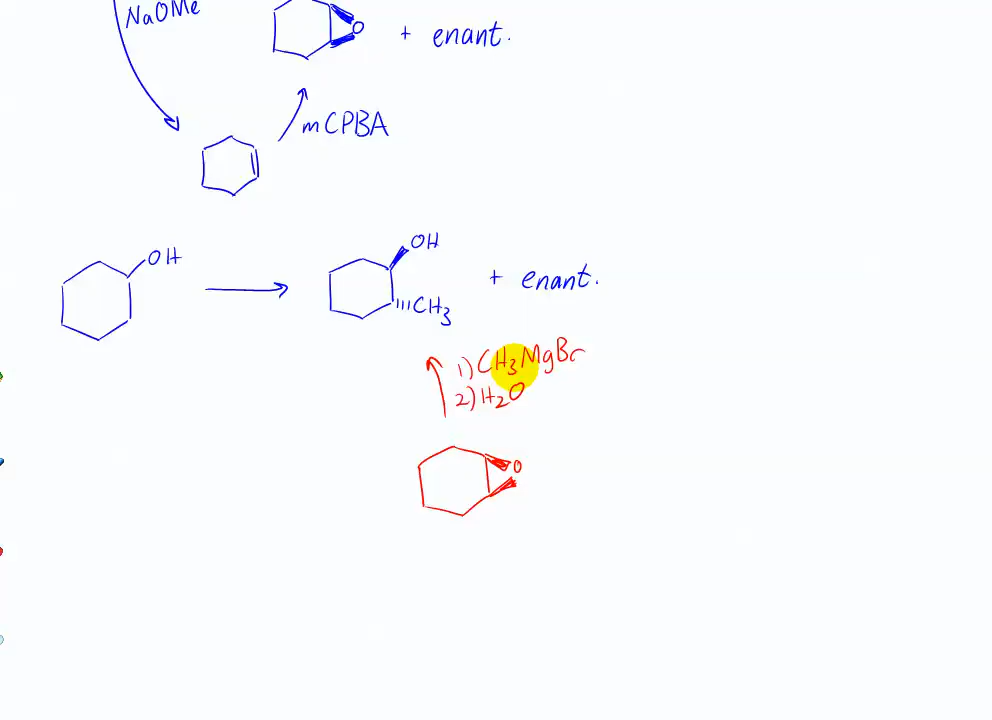 NaOMe
O
+ enant.
mCPBA
OH
OH
CH3
+ enant.
1) CH3MgBr
2) H2O
O